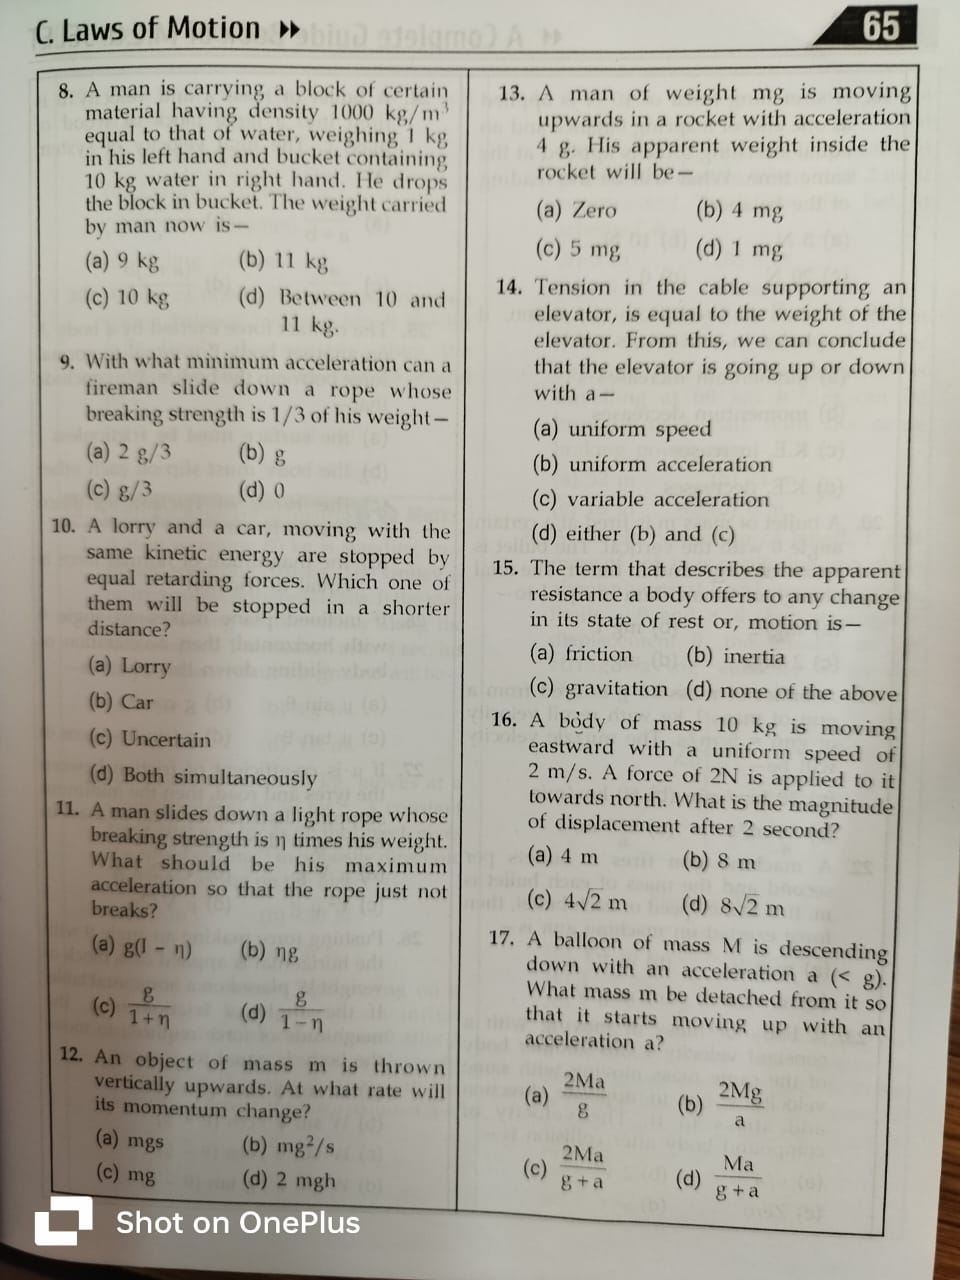 C. Laws of Motion ▸▸
65
8. A man is carrying a block of certain
material having density 1000 kg/m³
equal to that of water, weighing 1 kg
in his left hand and bucket containing
10 kg water in right hand. He drops
the block in bucket. The weight carried
by man now is—
(a) 9 kg (b) 11 kg
(c) 10 kg (d) Between 10 and
11 kg.
9. With what minimum acceleration can a
fireman slide down a rope whose
breaking strength is 1/3 of his weight—
(a) 2 g/3 (b) g
(c) g/3 (d) 0
10. A lorry and a car, moving with the
same kinetic energy are stopped by
equal retarding forces. Which one of
them will be stopped in a shorter
distance?
(a) Lorry
(b) Car
(c) Uncertain
(d) Both simultaneously
11. A man slides down a light rope whose
breaking strength is η times his weight.
What should be his maximum
acceleration so that the rope just not
breaks?
(a) g(l – η) (b) ηg
(c) g/(1+η) (d) g/(1–η)
12. An object of mass m is thrown
vertically upwards. At what rate will
its momentum change?
(a) mgs (b) mg²/s
(c) mg (d) 2 mgh
13. A man of weight mg is moving
upwards in a rocket with acceleration
4 g. His apparent weight inside the
rocket will be—
(a) Zero (b) 4 mg
(c) 5 mg (d) 1 mg
14. Tension in the cable supporting an
elevator, is equal to the weight of the
elevator. From this, we can conclude
that the elevator is going up or down
with a—
(a) uniform speed
(b) uniform acceleration
(c) variable acceleration
(d) either (b) and (c)
15. The term that describes the apparent
resistance a body offers to any change
in its state of rest or, motion is—
(a) friction (b) inertia
(c) gravitation (d) none of the above
16. A body of mass 10 kg is moving
eastward with a uniform speed of
2 m/s. A force of 2N is applied to it
towards north. What is the magnitude
of displacement after 2 second?
(a) 4 m (b) 8 m
(c) 4√2 m (d) 8√2 m
17. A balloon of mass M is descending
down with an acceleration a (< g).
What mass m be detached from it so
that it starts moving up with an
acceleration a?
(a) 2Ma/g (b) 2Mg/a
(c) 2Ma/(g+a) (d) Ma/(g+a)
Shot on OnePlus